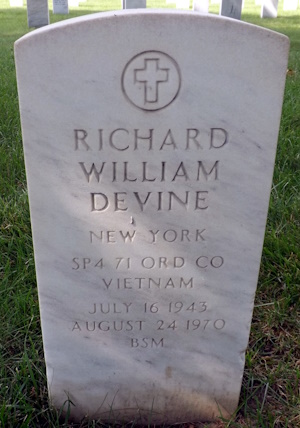 RICHARD
WILLIAM
DEVINE
NEW YORK
SP4 71 ORD CO
VIETNAM
JULY 16 1943
AUGUST 24 1970
BSM